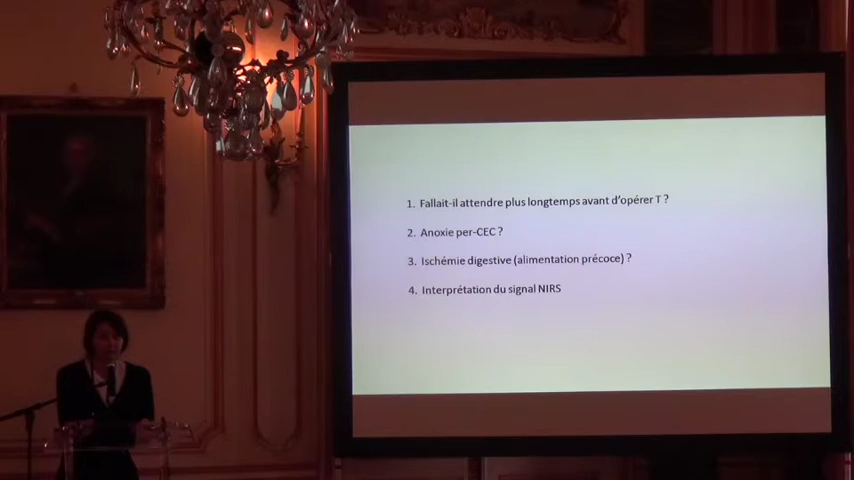 1. Fallait-il attendre plus longtemps avant d'opérer T ?
2. Anoxie per-CEC ?
3. Ischémie digestive (alimentation précoce) ?
4. Interprétation du signal NIRS